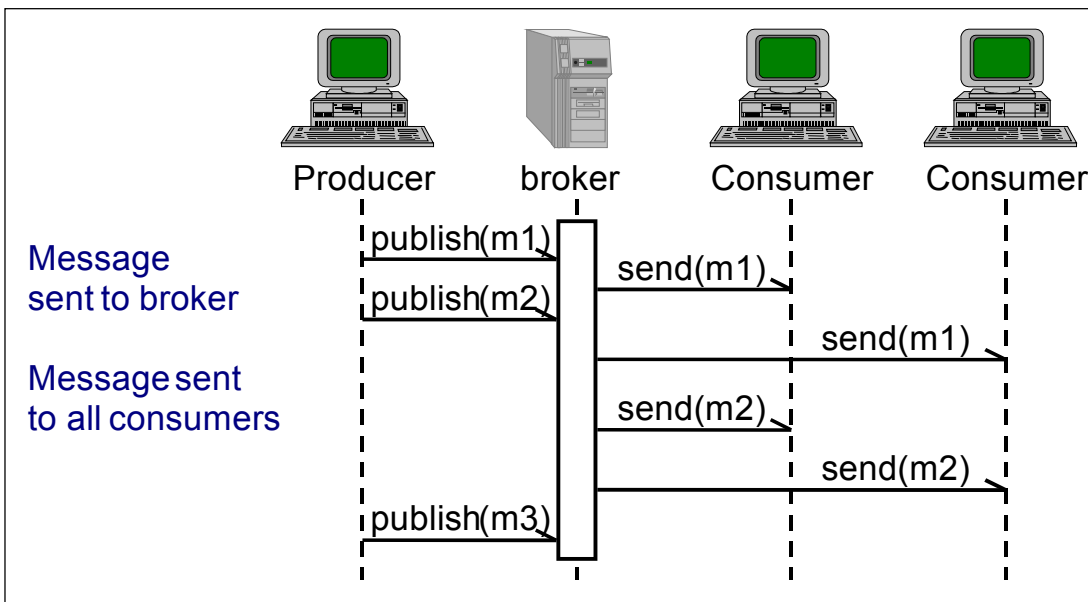 Producer
broker
Consumer
Consumer
publish(m1)
Message
sent to broker
send(m1)
publish(m2)
send(m1)
Message sent
to all consumers
send(m2)
send(m2)
publish(m3)